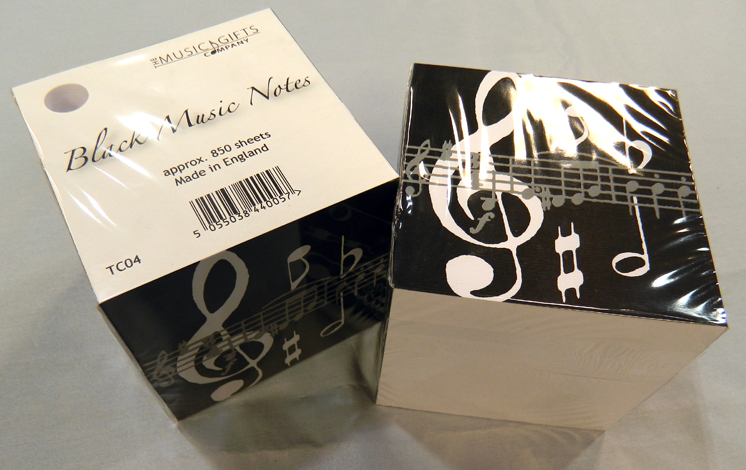 THE MUSIC GIFTS
COMPANY
Black Music Notes
approx. 850 sheets
Made in England
5 055038 440057 >
TC04